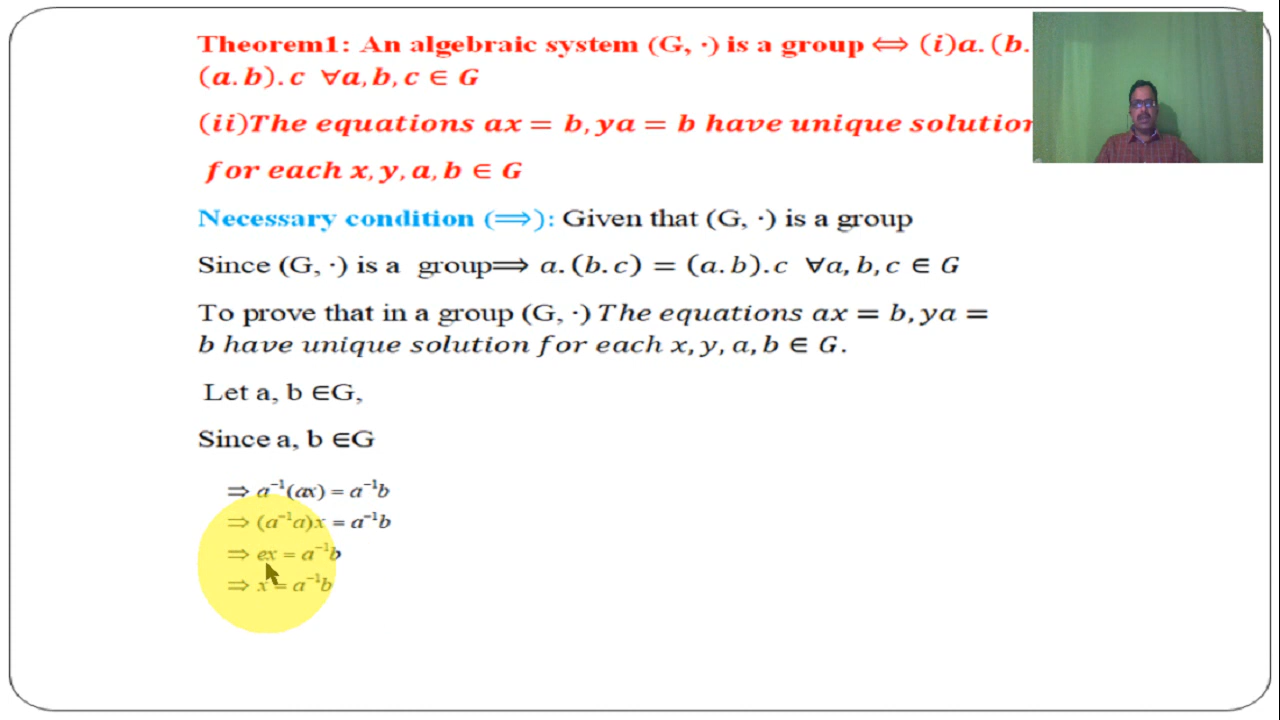 Theorem1: An algebraic system (G, ·) is a group ⟺ (i)a.(b.
(a.b).c ∀a, b, c ∈ G
(ii)The equations ax = b, ya = b have unique solution
for each x, y, a, b ∈ G
Necessary condition (⟹): Given that (G, ·) is a group
Since (G, ·) is a group⟹ a.(b.c) = (a.b).c ∀a, b, c ∈ G
To prove that in a group (G, ·) The equations ax = b, ya =
b have unique solution for each x, y, a, b ∈ G.
Let a, b ∈G,
Since a, b ∈G
⇒ a⁻¹(ax) = a⁻¹b
⇒ (a⁻¹a)x = a⁻¹b
⇒ ex = a⁻¹b
⇒ x = a⁻¹b